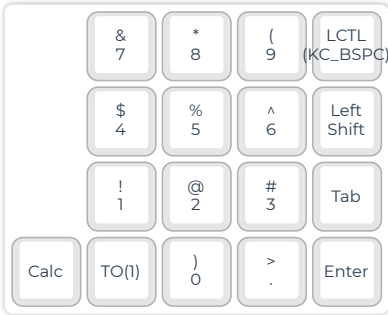 & * ( LCTL
7 8 9 (KC_BSPC)
$ % ^ Left
4 5 6 Shift
! @ # Tab
1 2 3
Calc TO(1) ) > Enter
0 .